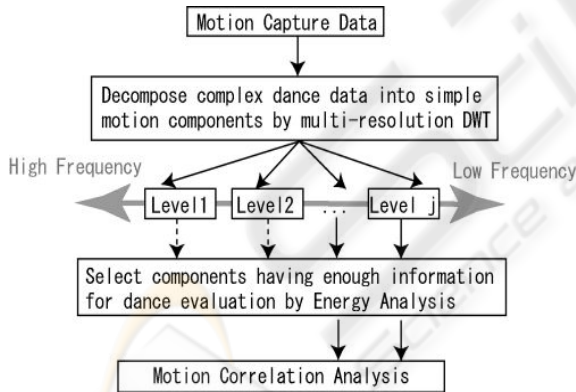 Motion Capture Data
Decompose complex dance data into simple
motion components by multi-resolution DWT
High Frequency
Low Frequency
Level1
Level2
...
Level j
Select components having enough information
for dance evaluation by Energy Analysis
Motion Correlation Analysis